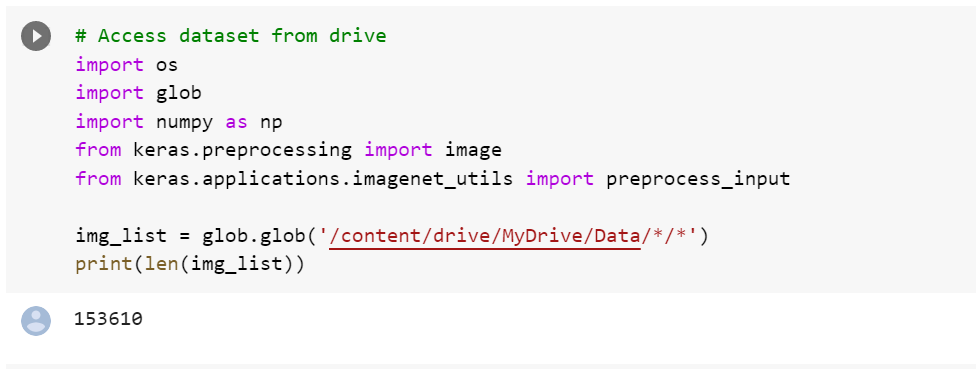 # Access dataset from drive
import os
import glob
import numpy as np
from keras.preprocessing import image
from keras.applications.imagenet_utils import preprocess_input
img_list = glob.glob('/content/drive/MyDrive/Data/*/*')
print(len(img_list))
153610